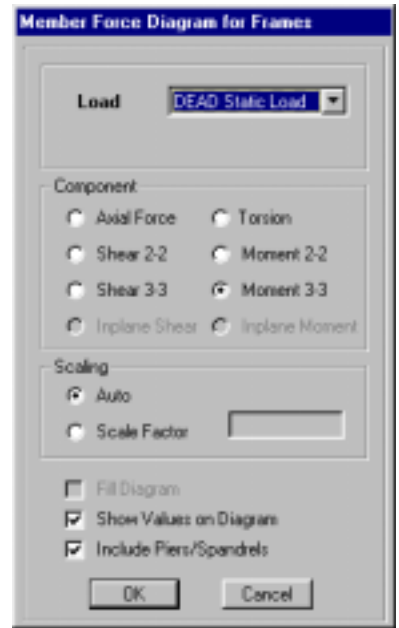 Member Force Diagram for Frames
Load DEAD Static Load
Component
Axial Force Torsion
Shear 2-2 Moment 2-2
Shear 3-3 Moment 3-3
Inplane Shear Inplane Moment
Scaling
Auto
Scale Factor
Fill Diagram
Show Values on Diagram
Include Piers/Spandrels
OK Cancel